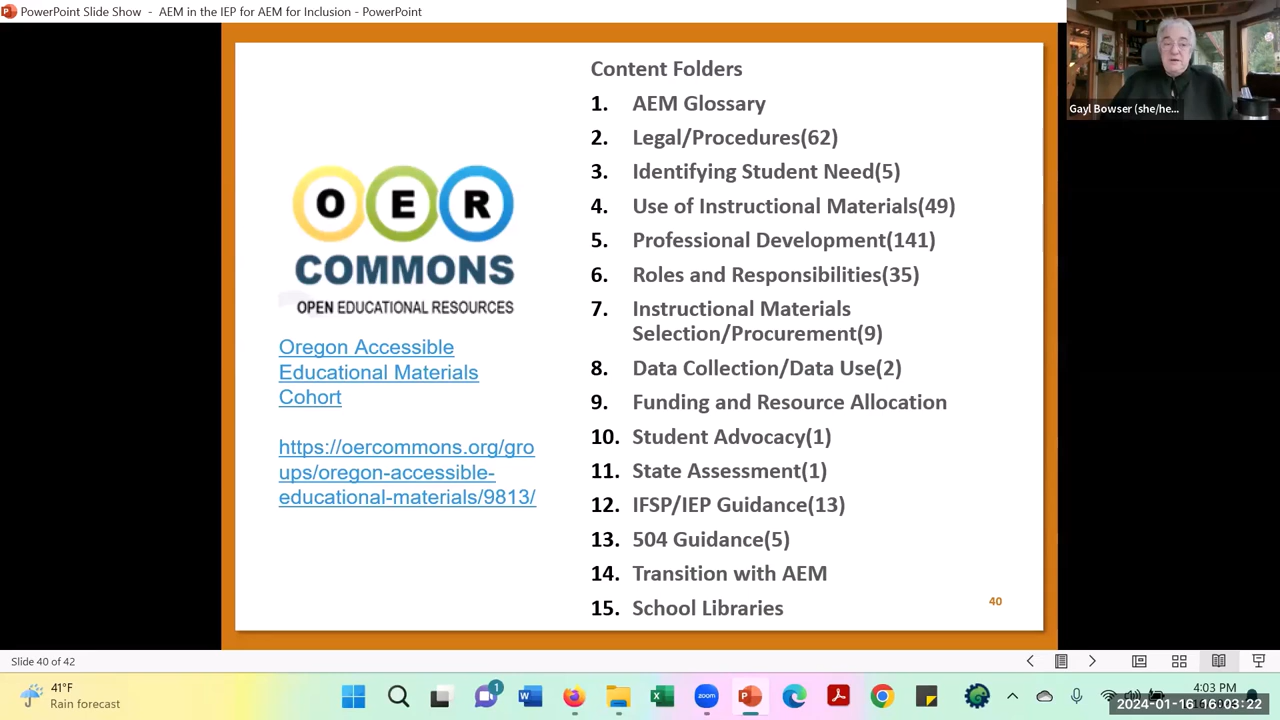 PowerPoint Slide Show - AEM in the IEP for AEM for Inclusion - PowerPoint
Gayl Bowser (she/he...
OER
COMMONS
OPEN EDUCATIONAL RESOURCES
Oregon Accessible
Educational Materials
Cohort
https://oercommons.org/gro
ups/oregon-accessible-
educational-materials/9813/
Content Folders
1. AEM Glossary
2. Legal/Procedures(62)
3. Identifying Student Need(5)
4. Use of Instructional Materials(49)
5. Professional Development(141)
6. Roles and Responsibilities(35)
7. Instructional Materials
Selection/Procurement(9)
8. Data Collection/Data Use(2)
9. Funding and Resource Allocation
10. Student Advocacy(1)
11. State Assessment(1)
12. IFSP/IEP Guidance(13)
13. 504 Guidance(5)
14. Transition with AEM
15. School Libraries
40
Slide 40 of 42
41°F
Rain forecast
1
zoom
4:03 PM
2024-01-16 16:03:22